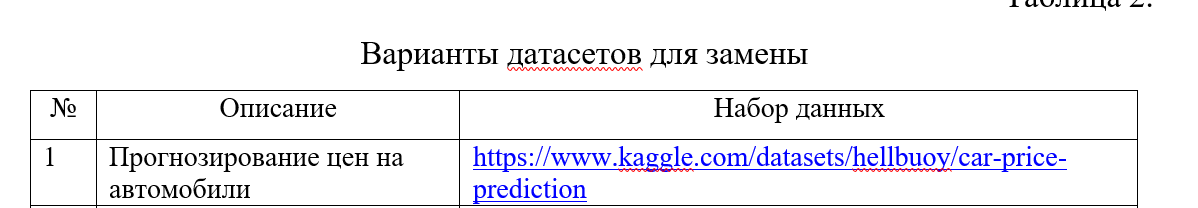 Таблица 2.
Варианты датасетов для замены
№ Описание Набор данных
1 Прогнозирование цен на https://www.kaggle.com/datasets/hellbuoy/car-price-
автомобили prediction